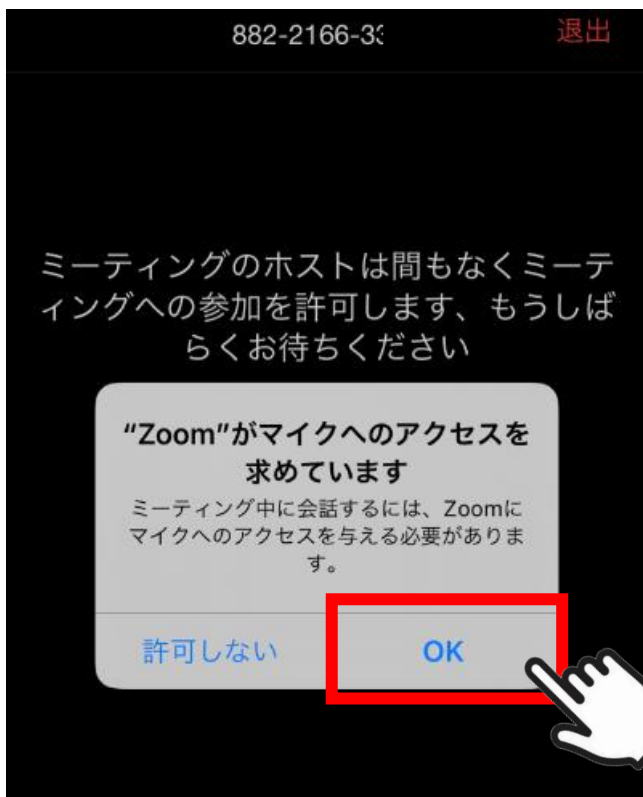 882-2166-33
退出
ミーティングのホストは間もなくミーテ
ィングへの参加を許可します、もうしば
らくお待ちください
“Zoom”がマイクへのアクセスを
求めています
ミーティング中に会話するには、Zoomに
マイクへのアクセスを与える必要がありま
す。
許可しない
OK